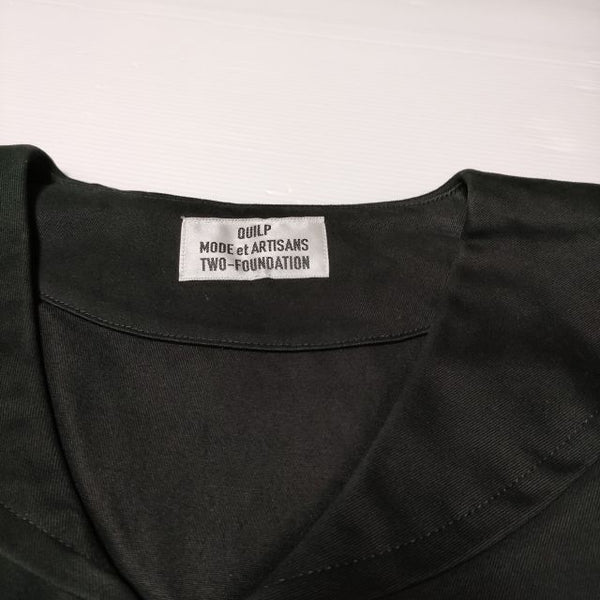 QUILP
MODE et ARTISANS
TWO-FOUNDATION